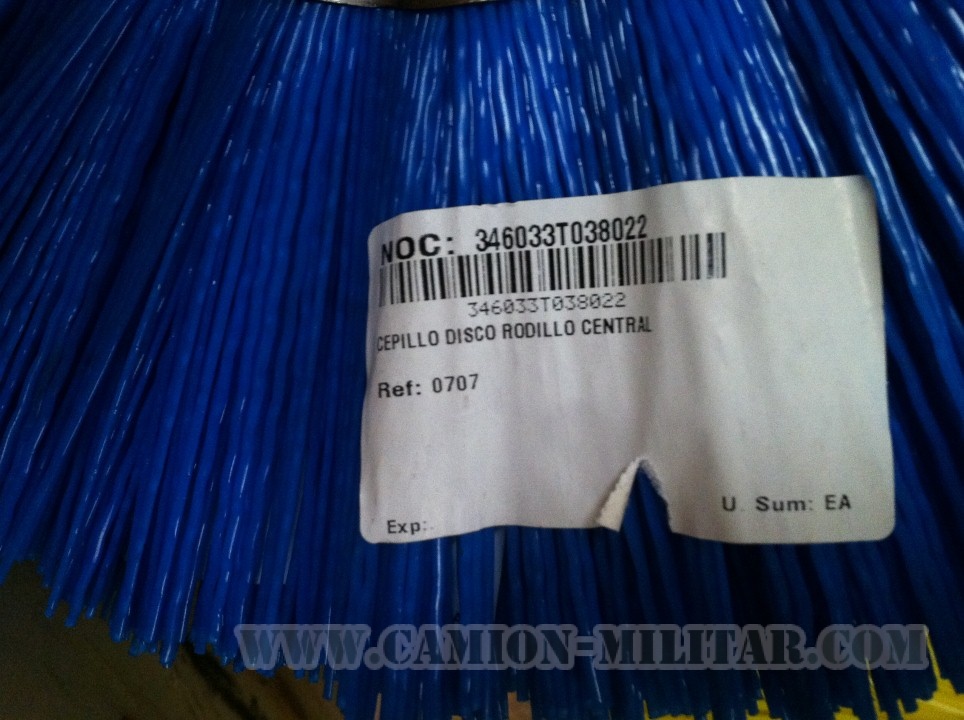 NOC: 346033T038022
346033T038022
CEPILLO DISCO RODILLO CENTRAL
Ref: 0707
Exp:.
U. Sum: EA
WWW.CAMION-MILITAR.COM